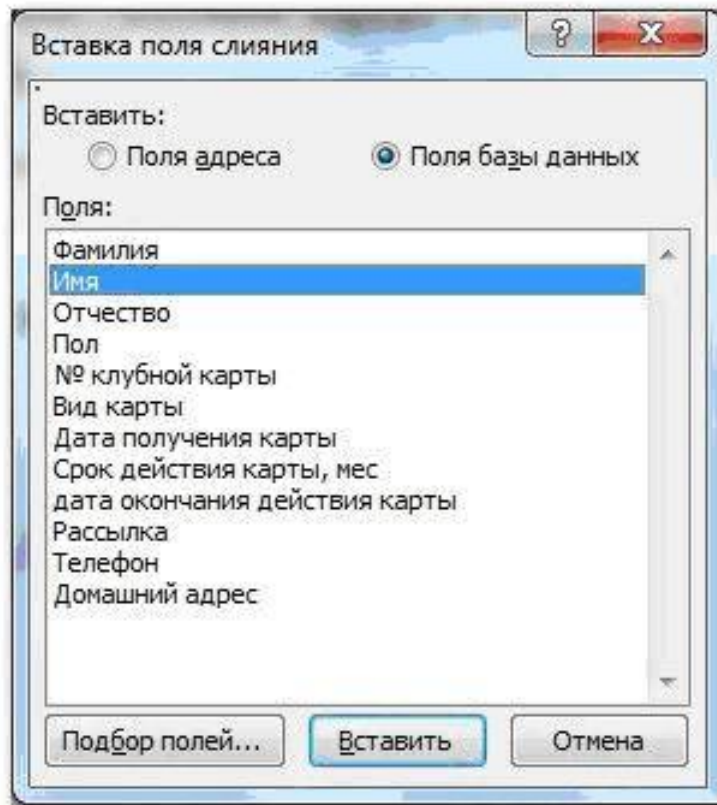 Вставка поля слияния
Вставить:
Поля адреса Поля базы данных
Поля:
Фамилия
Имя
Отчество
Пол
№ клубной карты
Вид карты
Дата получения карты
Срок действия карты, мес
дата окончания действия карты
Рассылка
Телефон
Домашний адрес
Подбор полей... Вставить Отмена